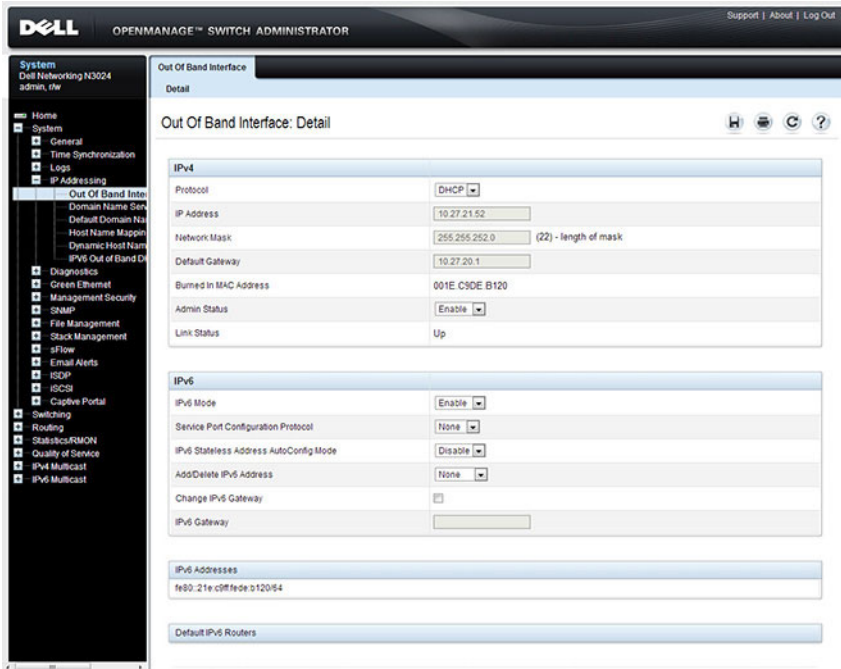 Support | About | Log Out
DELL
OPENMANAGE™ SWITCH ADMINISTRATOR
System
Dell Networking N3024
admin, r/w
Home
System
General
Time Synchronization
Logs
IP Addressing
Out Of Band Inte
Domain Name Serv
Default Domain Na
Host Name Mappin
Dynamic Host Nam
IPV6 Out of Band D
Diagnostics
Green Ethernet
Management Security
SNMP
File Management
Stack Management
sFlow
Email Alerts
ISDP
iSCSI
Captive Portal
Switching
Routing
Statistics/RMON
Quality of Service
IPv4 Multicast
IPv6 Multicast
Out Of Band Interface
Detail
Out Of Band Interface: Detail
IPv4
Protocol DHCP
IP Address 10.27.21.52
Network Mask 255.255.252.0 (22) - length of mask
Default Gateway 10.27.20.1
Burned In MAC Address 001E.C9DE.B120
Admin Status Enable
Link Status Up
IPv6
IPv6 Mode Enable
Service Port Configuration Protocol None
IPv6 Stateless Address AutoConfig Mode Disable
Add/Delete IPv6 Address None
Change IPv6 Gateway
IPv6 Gateway
IPv6 Addresses
fe80::21e:c9ff:fede:b120/64
Default IPv6 Routers